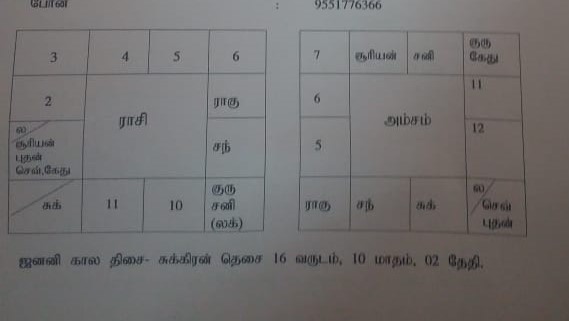 போன் : 9551776366
3 4 5 6
2 ராசி ராகு
ல
சூரியன்
புதன்
செவ்,கேது
சந்
சுக் 11 10 குரு
சனி
(லக்)
7 சூரியன் சனி குரு
கேது
6 அம்சம் 11
5 12
ராகு சந் சுக் ல
செவ்
புதன்
ஜனனி கால திசை- சுக்கிரன் தெசை 16 வருடம், 10 மாதம், 02 தேதி.